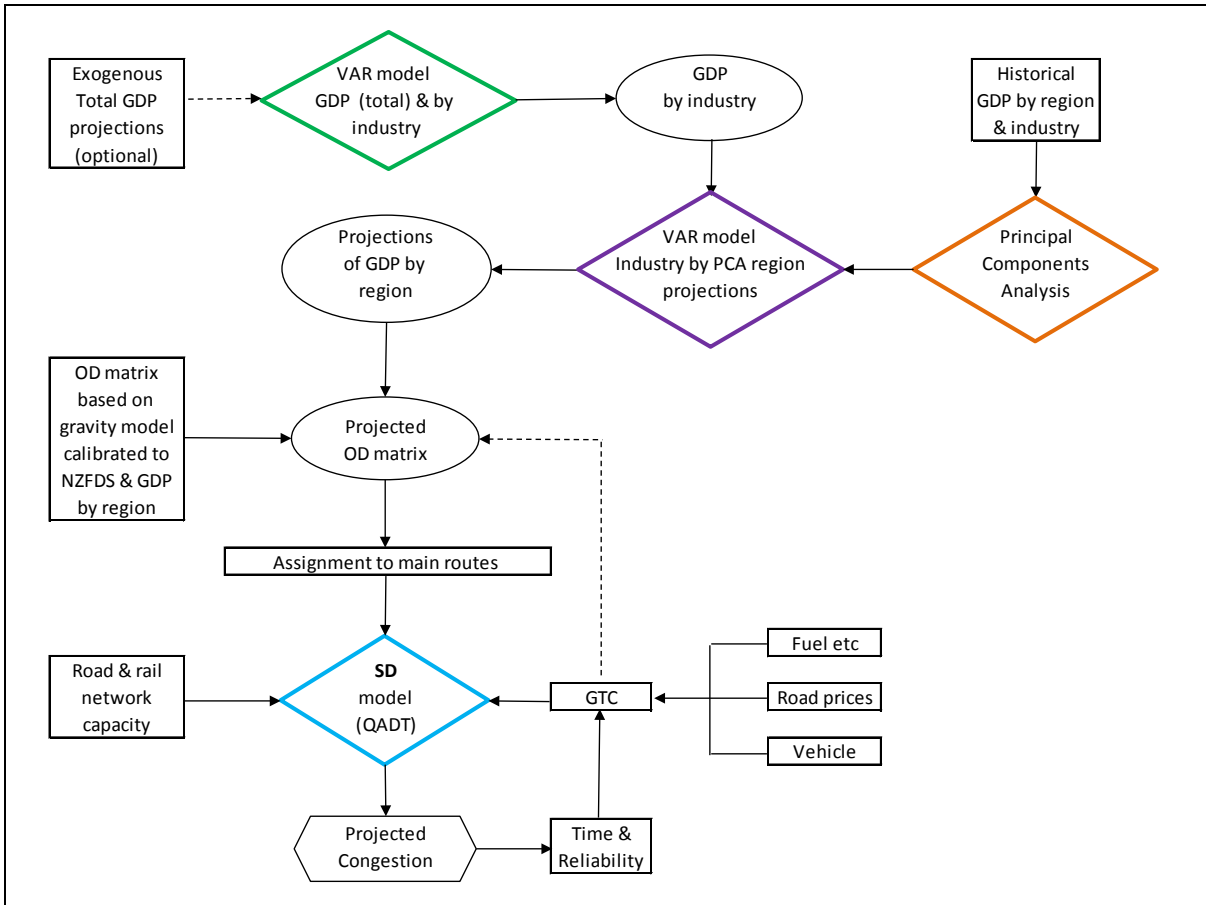 Exogenous
Total GDP
projections
(optional)
VAR model
GDP (total) & by
industry
GDP
by industry
Historical
GDP by region
& industry
Projections
of GDP by
region
VAR model
Industry by PCA region
projections
Principal
Components
Analysis
OD matrix
based on
gravity model
calibrated to
NZFDS & GDP
by region
Projected
OD matrix
Assignment to main routes
Road & rail
network
capacity
SD
model
(QADT)
GTC
Fuel etc
Road prices
Vehicle
Projected
Congestion
Time &
Reliability